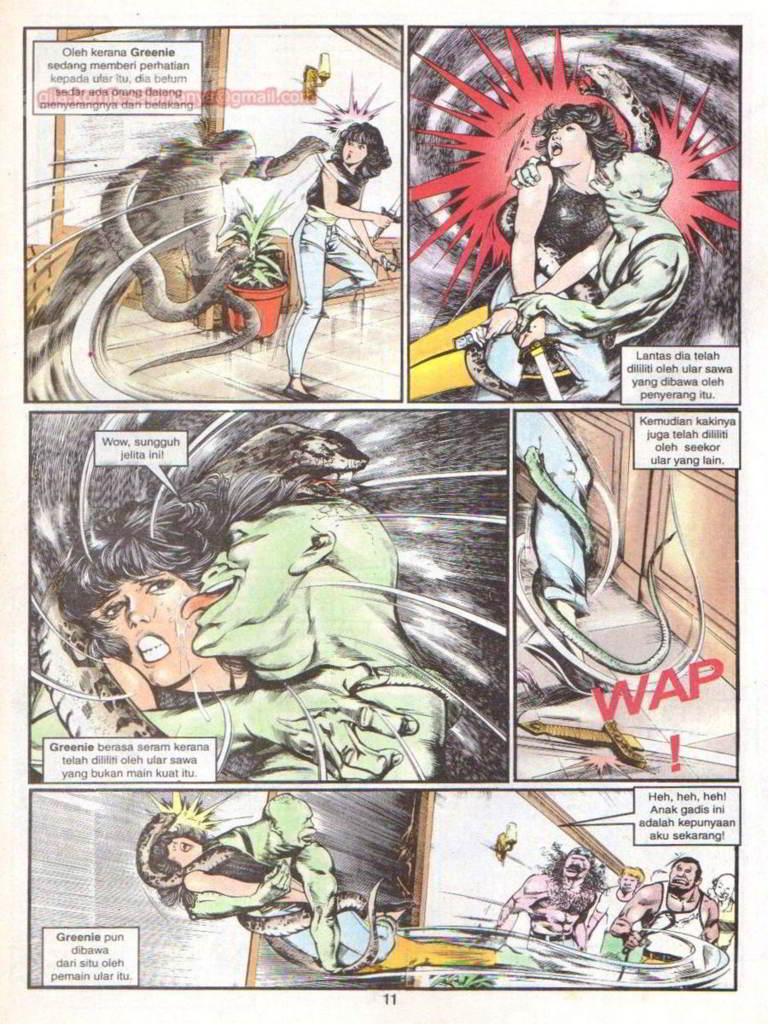 Oleh kerana Greenie
sedang memberi perhatian
kepada ular itu, dia belum
sedar ada orang datang
menyerangnya dari belakang.
Lantas dia telah
dililiti oleh ular sawa
yang dibawa oleh
penyerang itu.
Wow, sungguh
jelita ini!
Greenie berasa seram kerana
telah dililiti oleh ular sawa
yang bukan main kuat itu.
Kemudian kakinya
juga telah dililiti
oleh seekor
ular yang lain.
WAP
!
Heh, heh, heh!
Anak gadis ini
adalah kepunyaan
aku sekarang!
Greenie pun
dibawa
dari situ oleh
pemain ular itu.
11